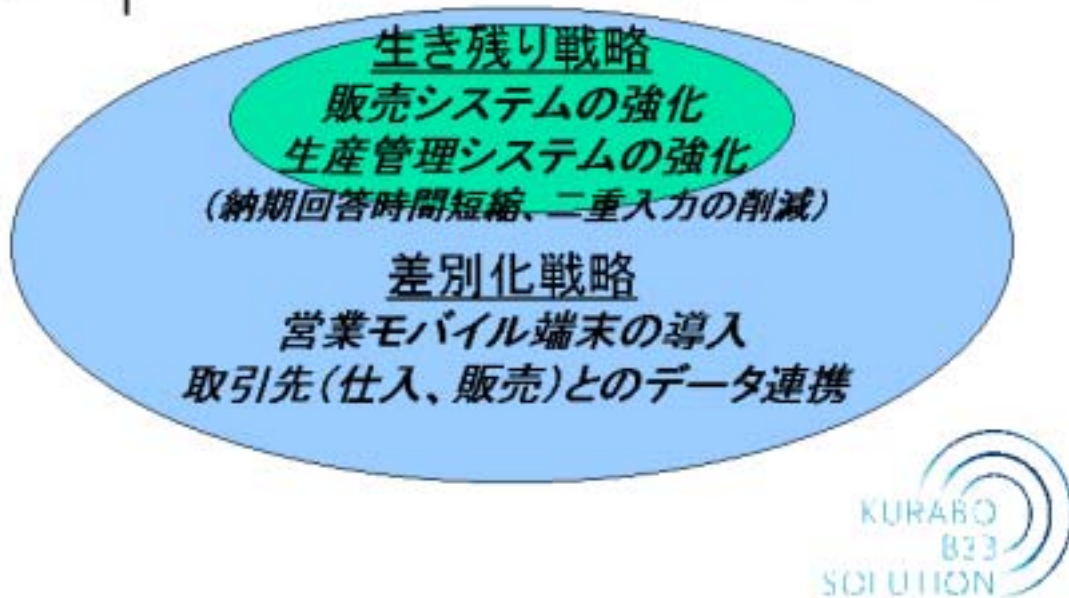 生き残り戦略
販売システムの強化
生産管理システムの強化
(納期回答時間短縮、二重入力の削減)
差別化戦略
営業モバイル端末の導入
取引先(仕入、販売)とのデータ連携
KURABO
SOLUTION